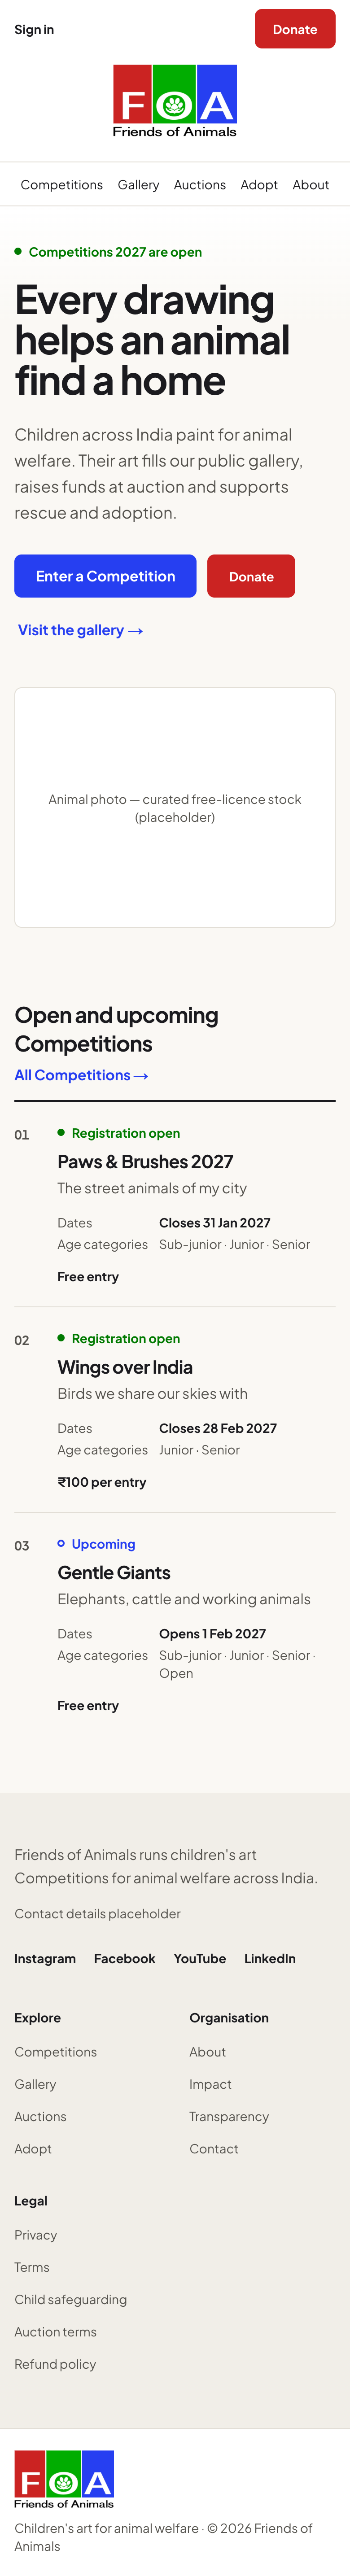 Sign in
Donate
FOA
Friends of Animals
Competitions Gallery Auctions Adopt About
Competitions 2027 are open
Every drawing
helps an animal
find a home
Children across India paint for animal
welfare. Their art fills our public gallery,
raises funds at auction and supports
rescue and adoption.
Enter a Competition
Donate
Visit the gallery →
Animal photo — curated free-licence stock
(placeholder)
Open and upcoming
Competitions
All Competitions →
01
Registration open
Paws & Brushes 2027
The street animals of my city
Dates Closes 31 Jan 2027
Age categories Sub-junior · Junior · Senior
Free entry
02
Registration open
Wings over India
Birds we share our skies with
Dates Closes 28 Feb 2027
Age categories Junior · Senior
₹100 per entry
03
Upcoming
Gentle Giants
Elephants, cattle and working animals
Dates Opens 1 Feb 2027
Age categories Sub-junior · Junior · Senior ·
Open
Free entry
Friends of Animals runs children's art
Competitions for animal welfare across India.
Contact details placeholder
Instagram Facebook YouTube LinkedIn
Explore
Competitions
Gallery
Auctions
Adopt
Organisation
About
Impact
Transparency
Contact
Legal
Privacy
Terms
Child safeguarding
Auction terms
Refund policy
FOA
Friends of Animals
Children's art for animal welfare · © 2026 Friends of
Animals